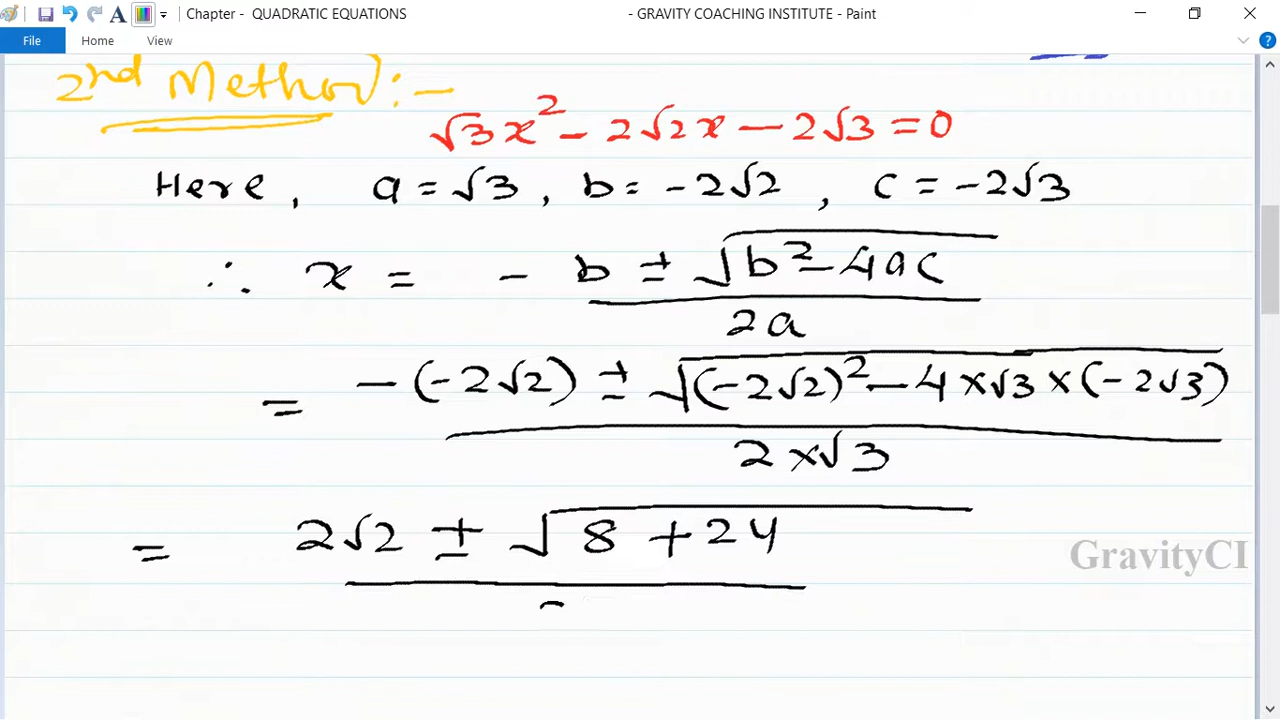 Chapter - QUADRATIC EQUATIONS - GRAVITY COACHING INSTITUTE - Paint
File Home View
2nd Method:-
√3x² - 2√2x - 2√3 = 0
Here, a = √3, b = -2√2, c = -2√3
∴ x = - b ± √b² - 4ac
2a
= -(-2√2) ± √(-2√2)² - 4×√3×(-2√3)
2×√3
= 2√2 ± √8 + 24
GravityCI